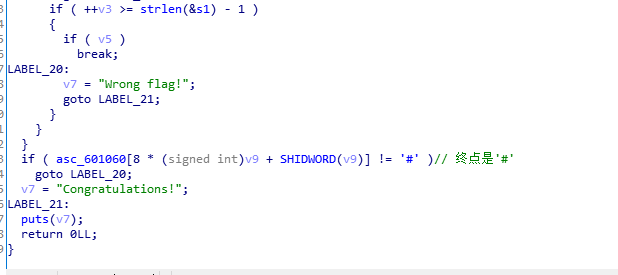 if ( ++v3 >= strlen(&s1) - 1 )
{
if ( v5 )
break;
LABEL_20:
v7 = "Wrong flag!";
goto LABEL_21;
}
}
}
if ( asc_601060[8 * (signed int)v9 + SHIDWORD(v9)] != '#' )// 终点是'#'
goto LABEL_20;
v7 = "Congratulations!";
LABEL_21:
puts(v7);
return 0LL;
}